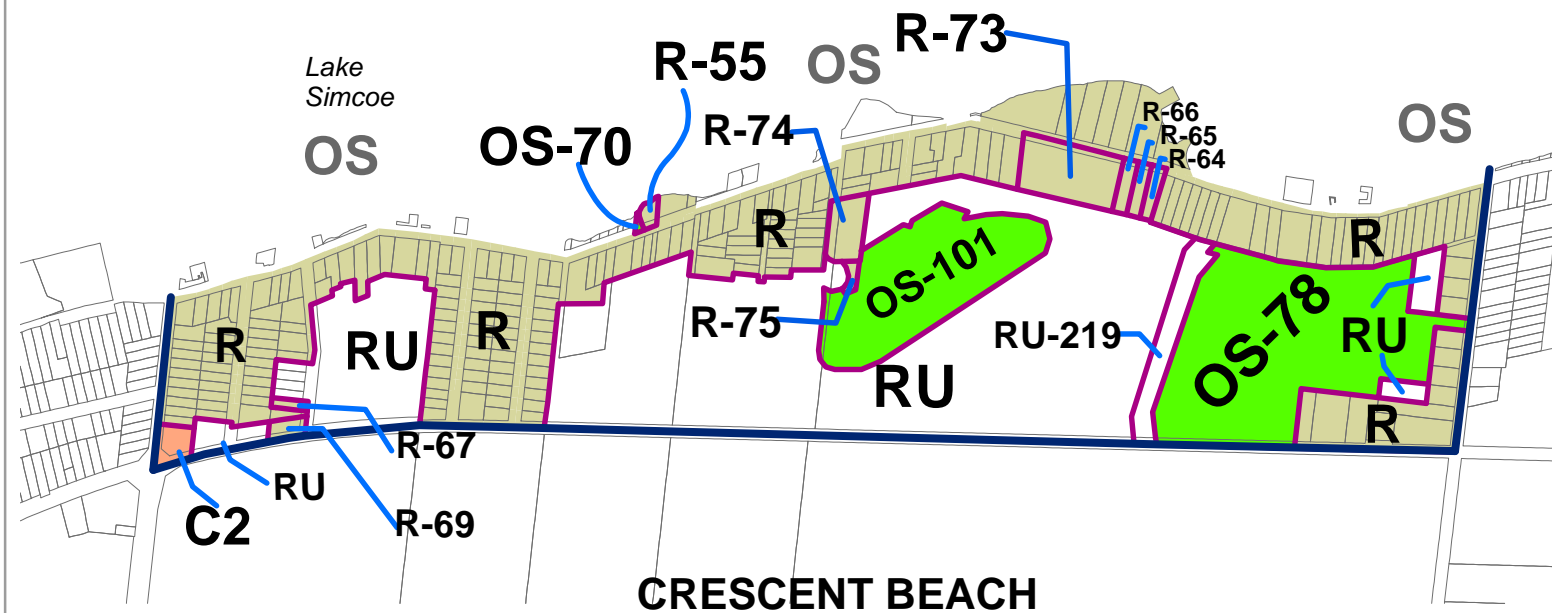 R-73
R-55
OS
Lake
Simcoe
R-66
R-74
OS
R-65
OS-70
OS
R-64
R
R
OS-101
R-75
RU-219
OS-78
RU
R
RU
R
RU
R
R-67
RU
R-69
C2
CRESCENT BEACH